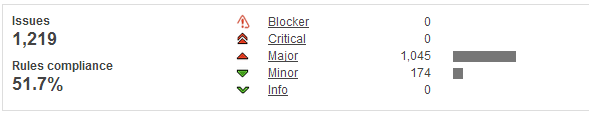 Issues
1,219
Rules compliance
51.7%
Blocker 0
Critical 0
Major 1,045
Minor 174
Info 0